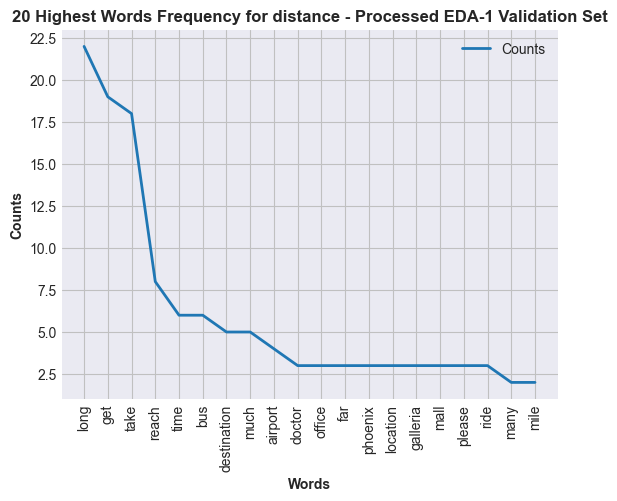 20 Highest Words Frequency for distance - Processed EDA-1 Validation Set
Counts
22.5
20.0
17.5
15.0
12.5
10.0
7.5
5.0
2.5
Counts
long
get
take
reach
time
bus
destination
much
airport
doctor
office
far
phoenix
location
galleria
mall
please
ride
many
mile
Words